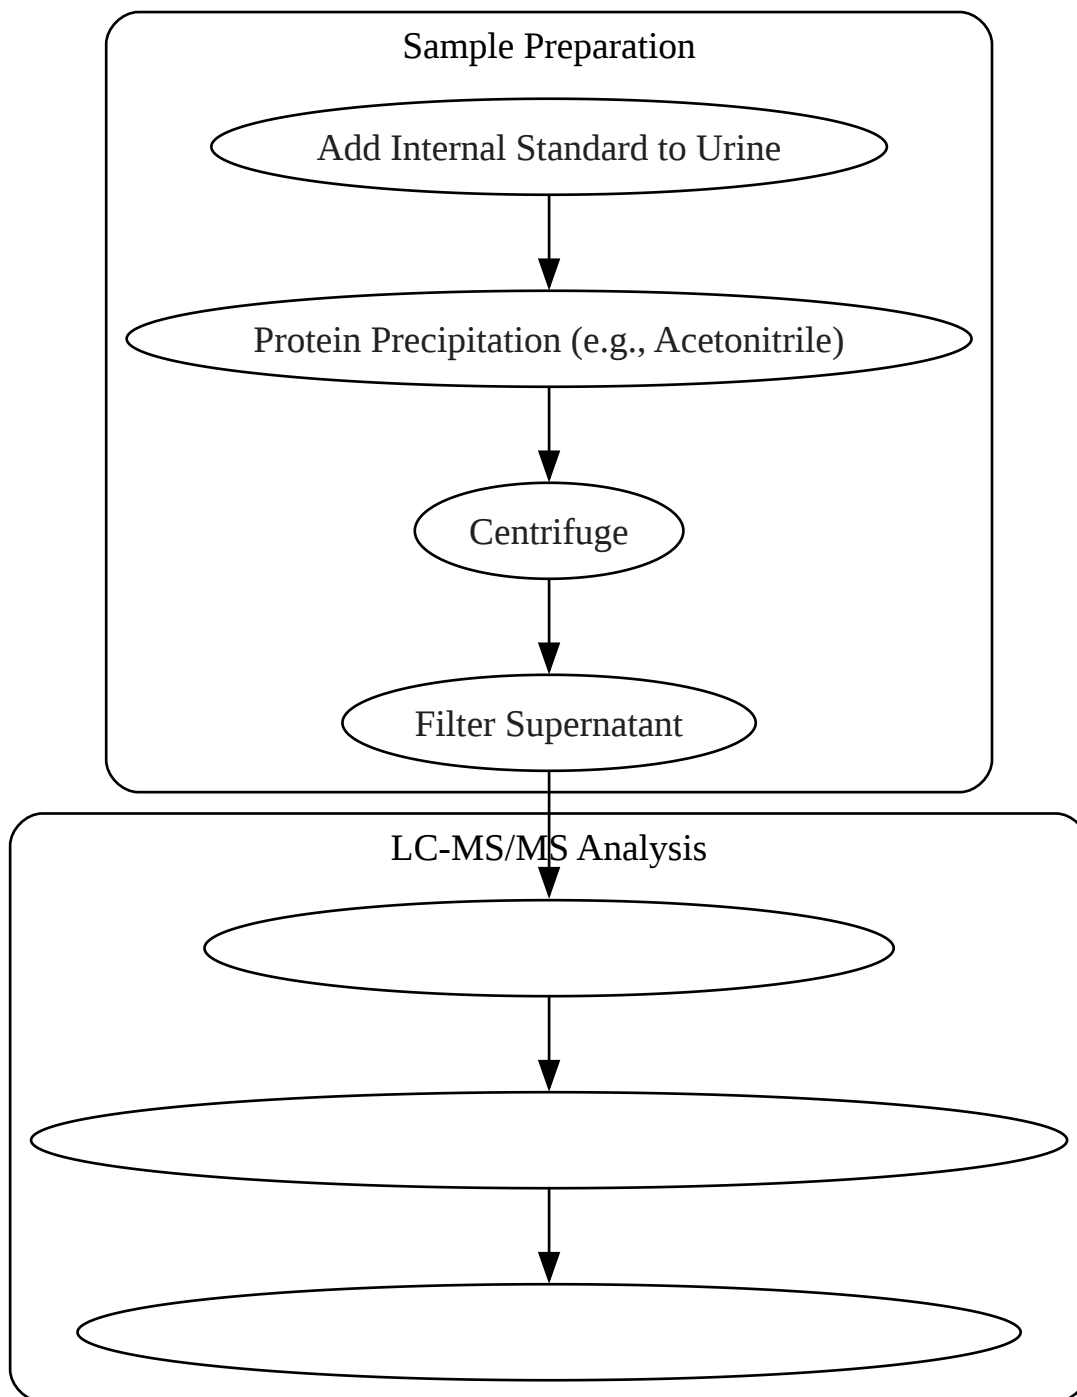 Sample Preparation
Add Internal Standard to Urine
Protein Precipitation (e.g., Acetonitrile)
Centrifuge
Filter Supernatant
LC-MS/MS Analysis